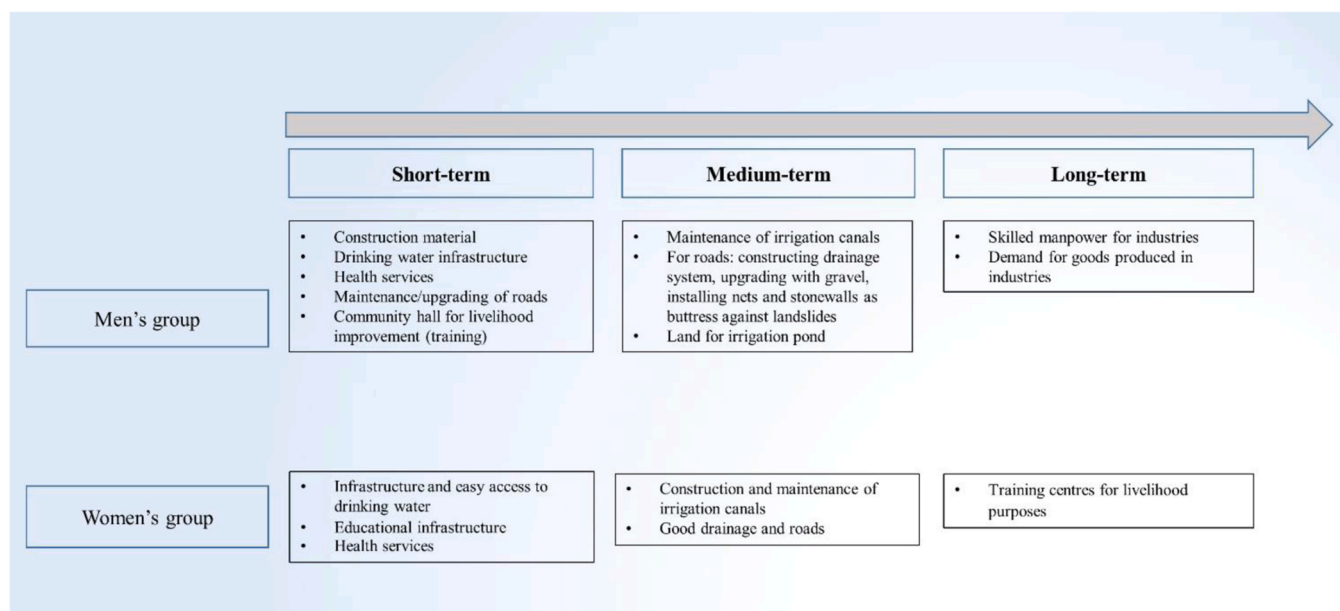 Short-term
Medium-term
Long-term
Men's group
• Construction material
• Drinking water infrastructure
• Health services
• Maintenance/upgrading of roads
• Community hall for livelihood
improvement (training)
• Maintenance of irrigation canals
• For roads: constructing drainage
system, upgrading with gravel,
installing nets and stonewalls as
buttress against landslides
• Land for irrigation pond
• Skilled manpower for industries
• Demand for goods produced in
industries
Women's group
• Infrastructure and easy access to
drinking water
• Educational infrastructure
• Health services
• Construction and maintenance of
irrigation canals
• Good drainage and roads
• Training centres for livelihood
purposes